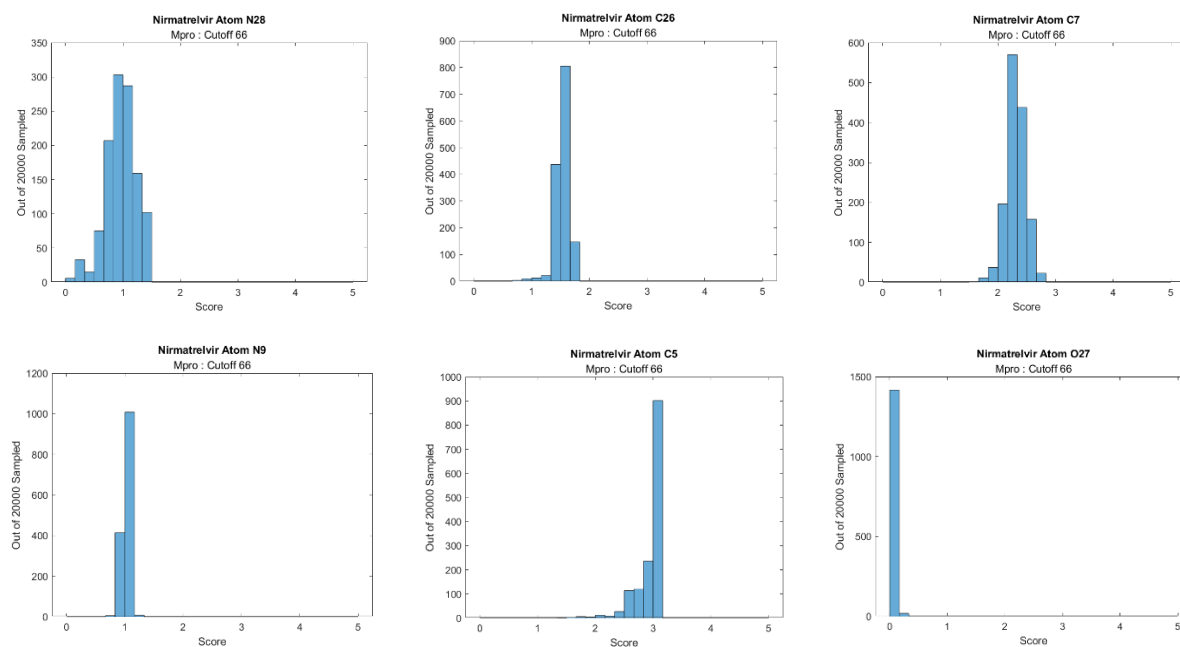 Nirmatrelvir Atom N28
Mpro : Cutoff 66
350
300
250
200
150
100
50
0
Out of 20000 Sampled
0 1 2 3 4 5
Score
Nirmatrelvir Atom C26
Mpro : Cutoff 66
900
800
700
600
500
400
300
200
100
0
Out of 20000 Sampled
0 1 2 3 4 5
Score
Nirmatrelvir Atom C7
Mpro : Cutoff 66
600
500
400
300
200
100
0
Out of 20000 Sampled
0 1 2 3 4 5
Score
Nirmatrelvir Atom N9
Mpro : Cutoff 66
1200
1000
800
600
400
200
0
Out of 20000 Sampled
0 1 2 3 4 5
Score
Nirmatrelvir Atom C5
Mpro : Cutoff 66
1000
900
800
700
600
500
400
300
200
100
0
Out of 20000 Sampled
0 1 2 3 4 5
Score
Nirmatrelvir Atom O27
Mpro : Cutoff 66
1500
1000
500
0
Out of 20000 Sampled
0 1 2 3 4 5
Score